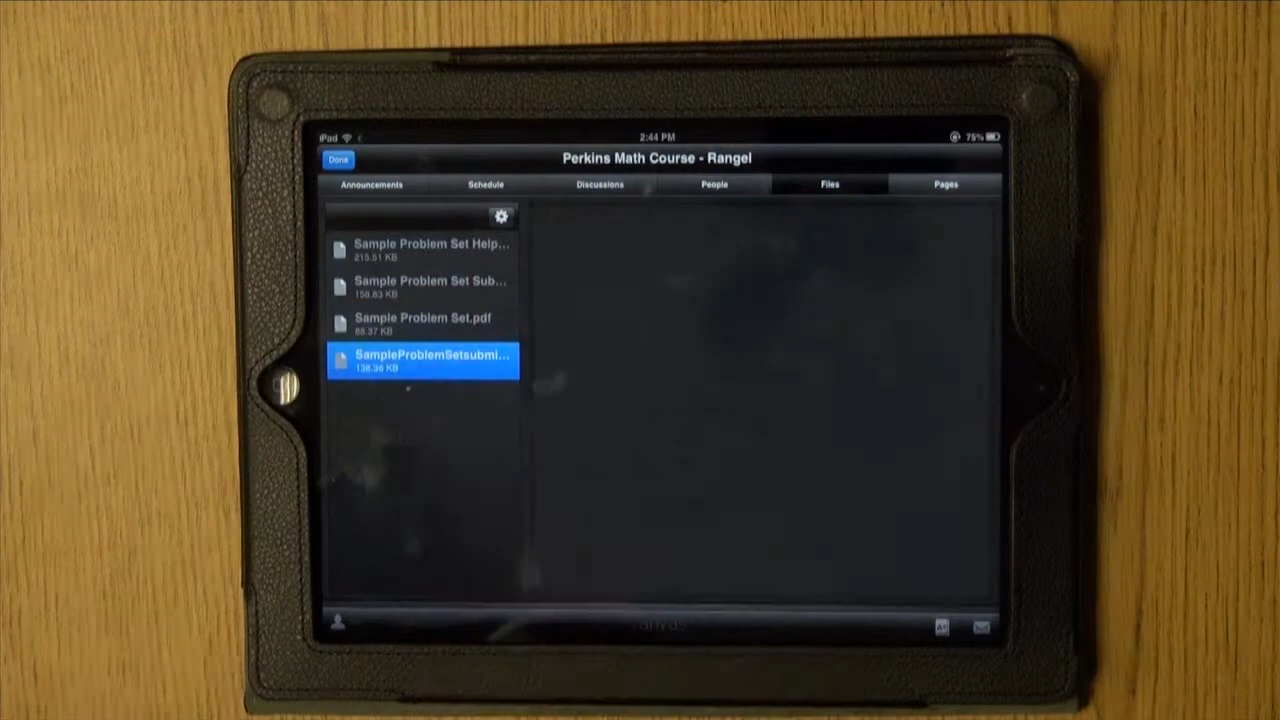 iPad
2:44 PM
75%
Done
Perkins Math Course - Rangel
Announcements
Schedule
Discussions
People
Files
Pages
Sample Problem Set Help...
215.51 KB
Sample Problem Set Sub...
158.83 KB
Sample Problem Set.pdf
88.37 KB
SampleProblemSetsubmi...
138.36 KB
A+